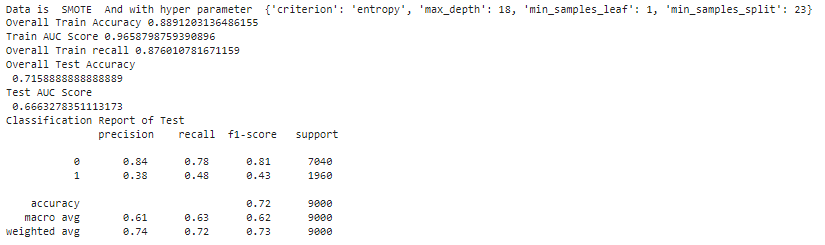 Data is  SMOTE  And with hyper parameter  {'criterion': 'entropy', 'max_depth': 18, 'min_samples_leaf': 1, 'min_samples_split': 23}
Overall Train Accuracy 0.8891203136486155
Train AUC Score 0.9658798759390896
Overall Train recall 0.876010781671159
Overall Test Accuracy
 0.7158888888888889
Test AUC Score
 0.6663278351113173
Classification Report of Test
              precision    recall  f1-score   support

           0       0.84      0.78      0.81      7040
           1       0.38      0.48      0.43      1960

    accuracy                           0.72      9000
   macro avg       0.61      0.63      0.62      9000
weighted avg       0.74      0.72      0.73      9000